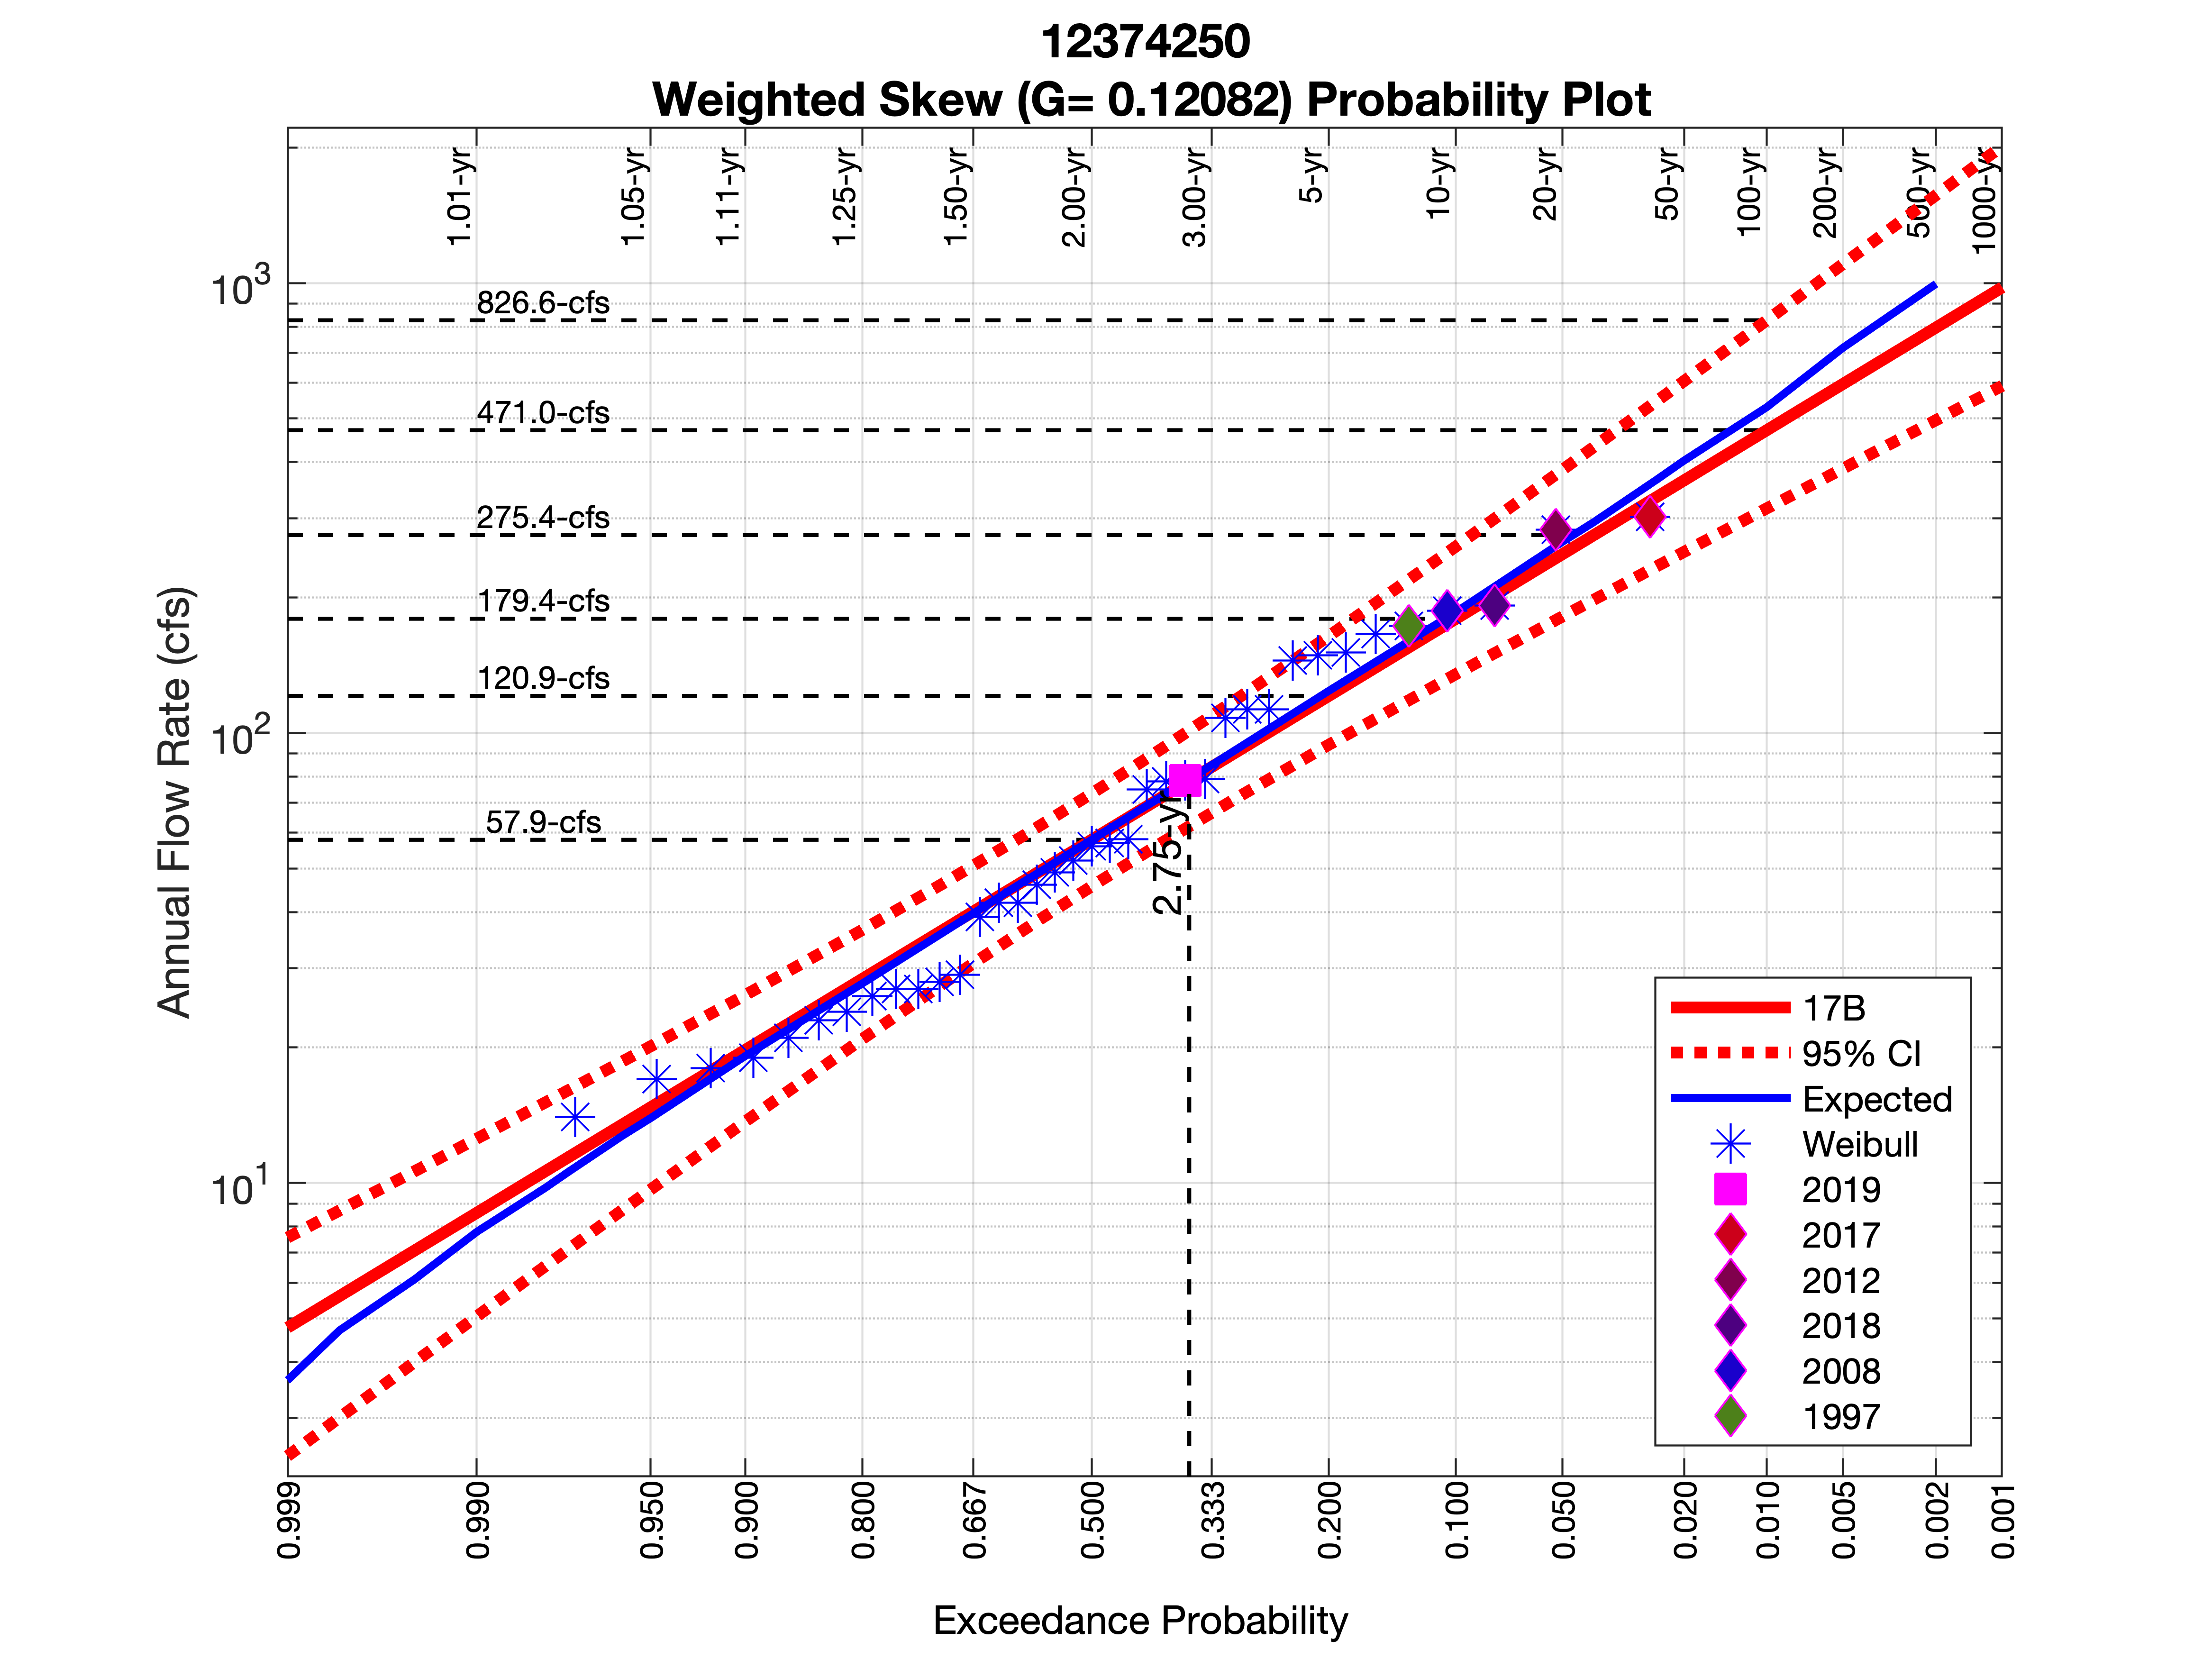 12374250
Weighted Skew (G= 0.12082) Probability Plot
1.01-yr
1.05-yr
1.11-yr
1.25-yr
1.50-yr
2.00-yr
3.00-yr
5-yr
10-yr
20-yr
50-yr
100-yr
200-yr
500-yr
1000-yr
Annual Flow Rate (cfs)
10³
10²
10¹
826.6-cfs
471.0-cfs
275.4-cfs
179.4-cfs
120.9-cfs
57.9-cfs
2.75-yr
17B
95% CI
Expected
Weibull
2019
2017
2012
2018
2008
1997
0.999
0.990
0.950
0.900
0.800
0.667
0.500
0.333
0.200
0.100
0.050
0.020
0.010
0.005
0.002
0.001
Exceedance Probability